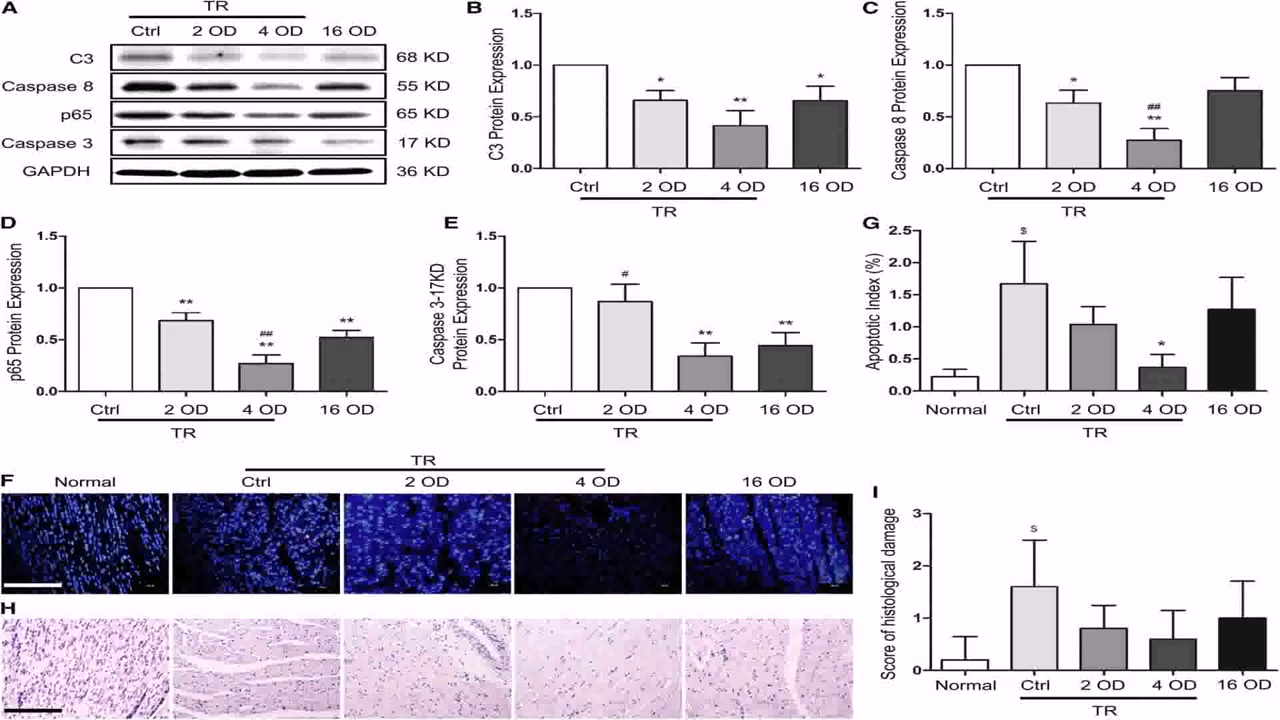 A
TR
Ctrl 2 OD 4 OD 16 OD
C3 68 KD
Caspase 8 55 KD
p65 65 KD
Caspase 3 17 KD
GAPDH 36 KD
B
C3 Protein Expression
1.5
1.0
0.5
0.0
*
**
*
Ctrl 2 OD 4 OD 16 OD
TR
C
Caspase 8 Protein Expression
1.5
1.0
0.5
0.0
*
##
**
Ctrl 2 OD 4 OD 16 OD
TR
D
p65 Protein Expression
1.5
1.0
0.5
0.0
**
##
**
**
Ctrl 2 OD 4 OD 16 OD
TR
E
Caspase 3-17KD
Protein Expression
1.5
1.0
0.5
0.0
#
**
**
Ctrl 2 OD 4 OD 16 OD
TR
G
Apoptotic Index (%)
2.5
2.0
1.5
1.0
0.5
0.0
$
*
Normal Ctrl 2 OD 4 OD 16 OD
TR
F
TR
Normal Ctrl 2 OD 4 OD 16 OD
H
I
Score of histological damage
3
2
1
0
$
Normal Ctrl 2 OD 4 OD 16 OD
TR